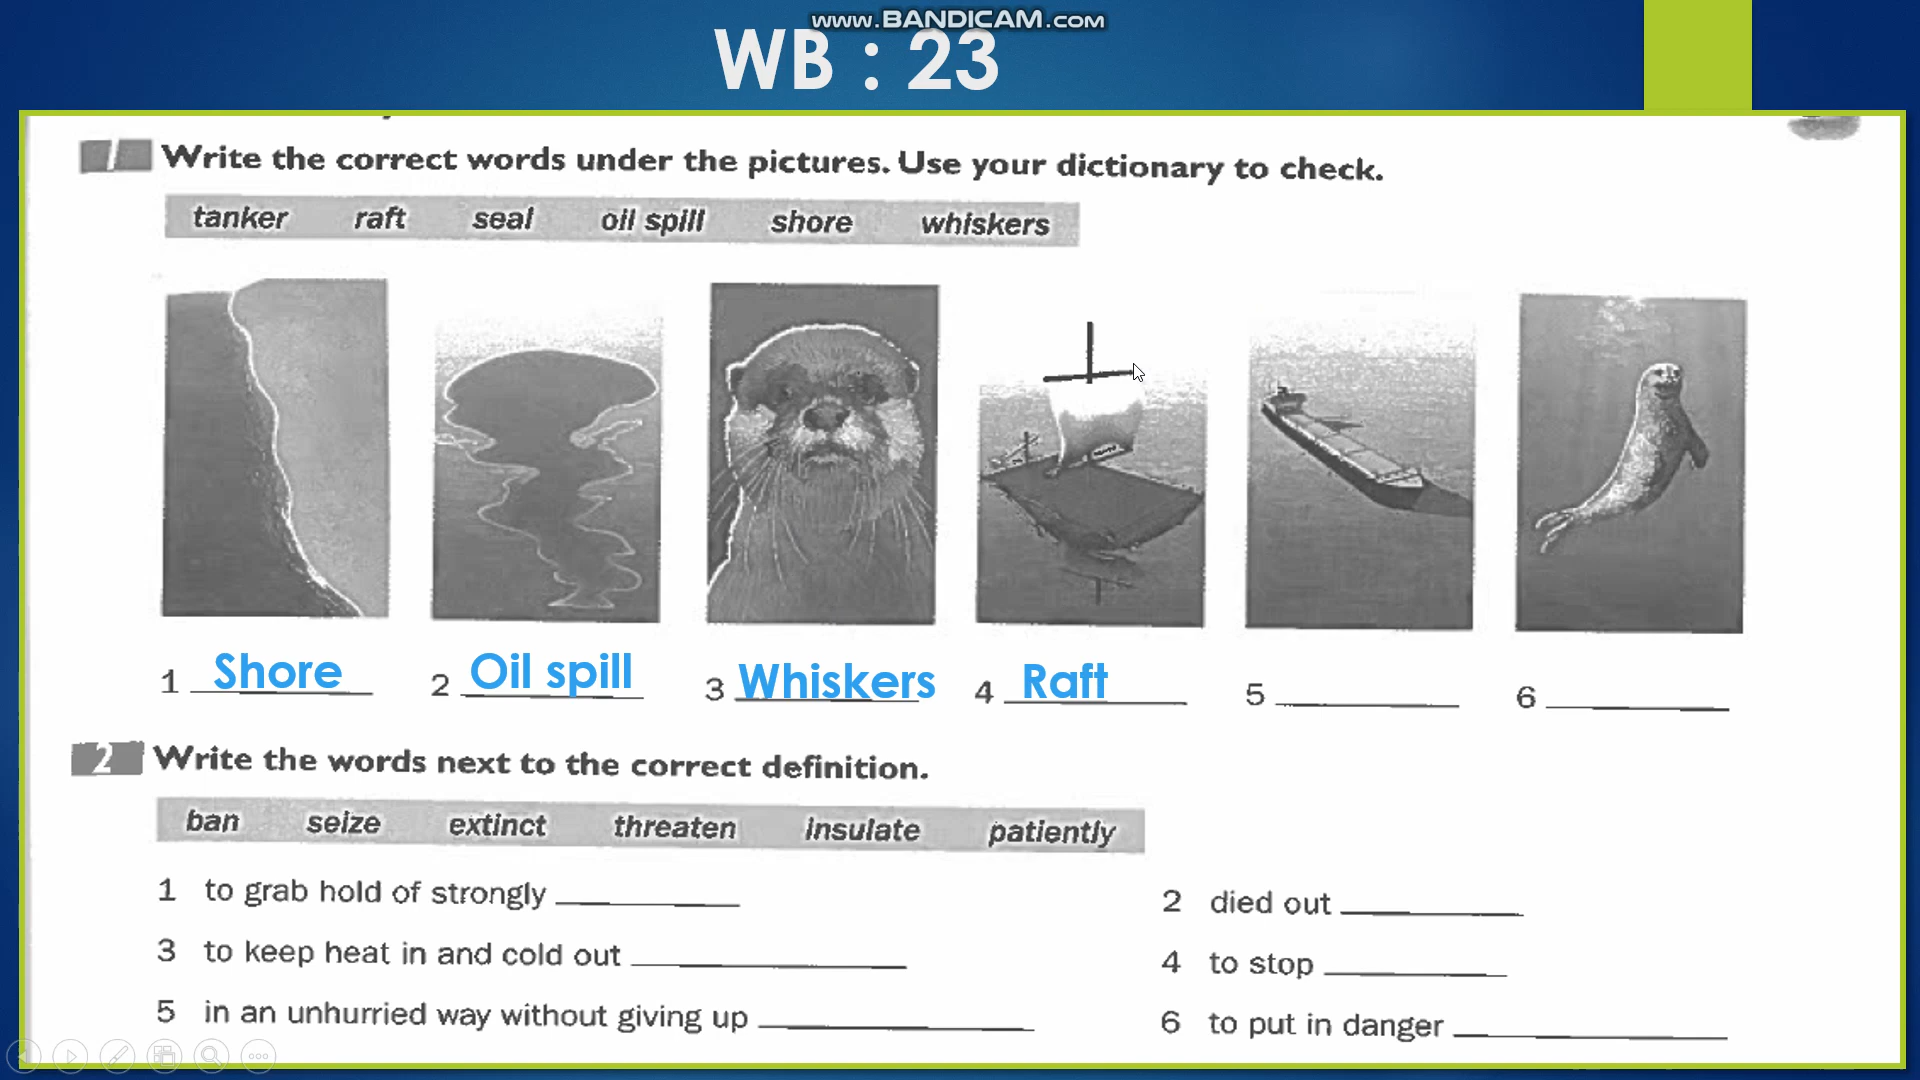 www.BANDICAM.com
WB : 23
1 Write the correct words under the pictures. Use your dictionary to check.
tanker raft seal oil spill shore whiskers
1 Shore 2 Oil spill 3 Whiskers 4 Raft 5 6
2 Write the words next to the correct definition.
ban seize extinct threaten insulate patiently
1 to grab hold of strongly 2 died out
3 to keep heat in and cold out 4 to stop
5 in an unhurried way without giving up 6 to put in danger